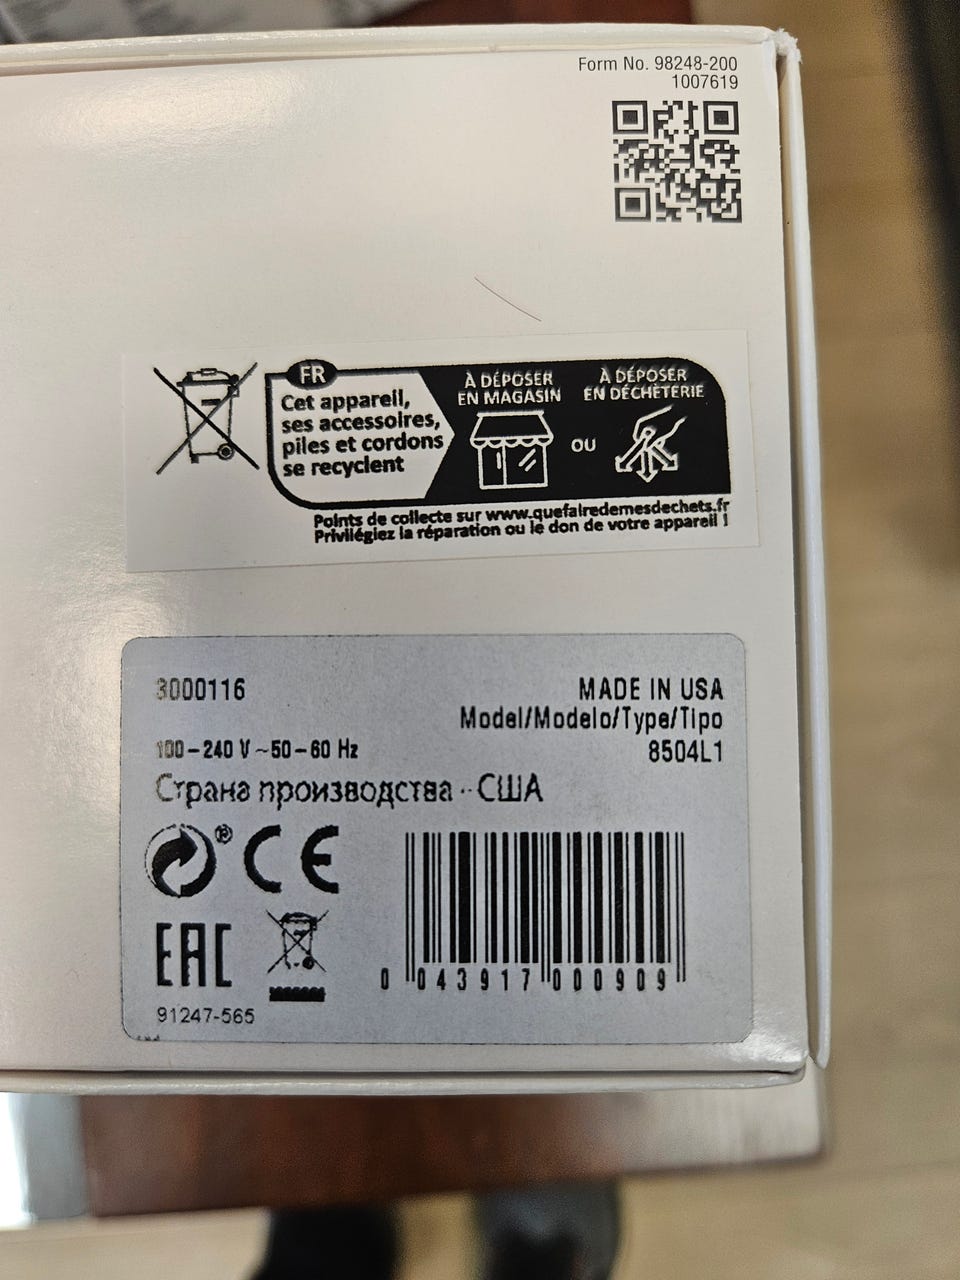 Form No. 98248-200
1007619
FR
Cet appareil,
ses accessoires,
piles et cordons
se recyclent
À DÉPOSER
EN MAGASIN
OU
À DÉPOSER
EN DÉCHÈTERIE
Points de collecte sur www.quefairedemesdechets.fr
Privilégiez la réparation ou le don de votre appareil !
3000116
MADE IN USA
Model/Modelo/Type/Tipo
100-240 V ~50-60 Hz
8504L1
Страна производства -- США
® CE
EAC
0 043917 000909
91247-565